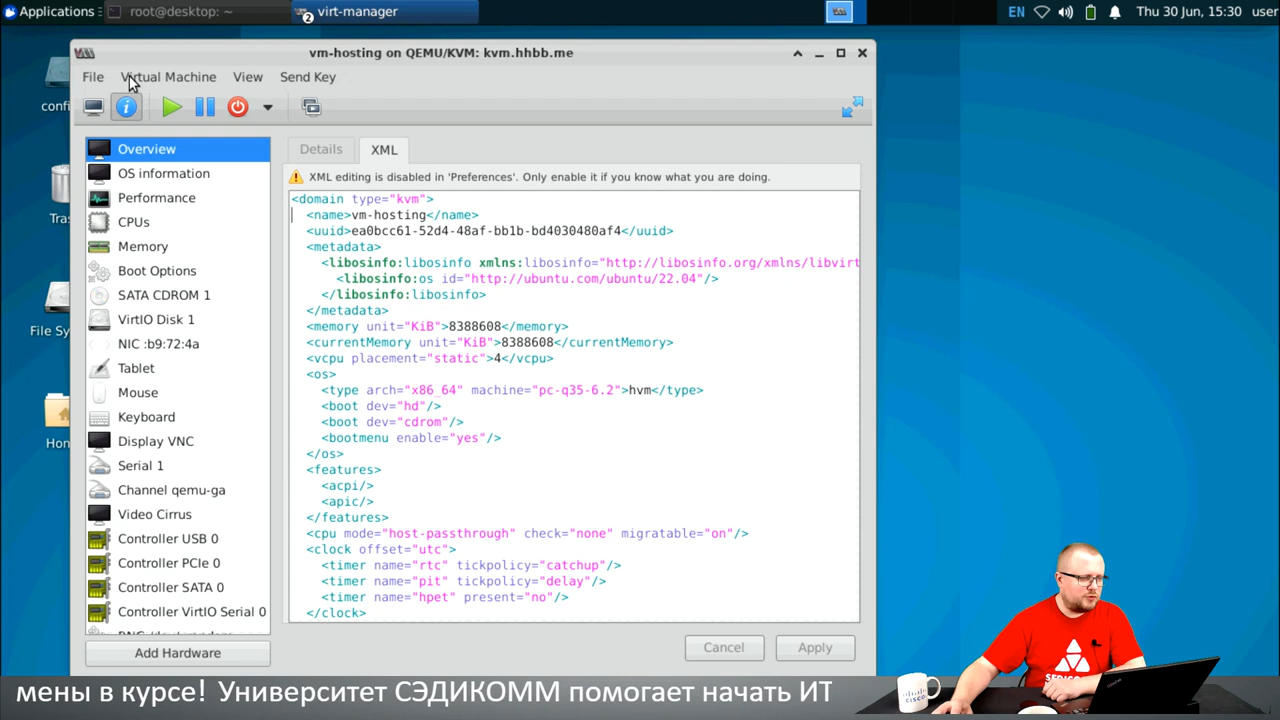 Applications root@desktop: ~ 2 virt-manager EN Thu 30 Jun, 15:30 user
vm-hosting on QEMU/KVM: kvm.hhbb.me
File Virtual Machine View Send Key
Overview
OS information
Performance
CPUs
Memory
Boot Options
SATA CDROM 1
VirtIO Disk 1
NIC :b9:72:4a
Tablet
Mouse
Keyboard
Display VNC
Serial 1
Channel qemu-ga
Video Cirrus
Controller USB 0
Controller PCIe 0
Controller SATA 0
Controller VirtIO Serial 0
Add Hardware
Details XML
XML editing is disabled in 'Preferences'. Only enable it if you know what you are doing.
<domain type="kvm">
<name>vm-hosting</name>
<uuid>ea0bcc61-52d4-48af-bb1b-bd4030480af4</uuid>
<metadata>
<libosinfo:libosinfo xmlns:libosinfo="http://libosinfo.org/xmlns/libvirt
<libosinfo:os id="http://ubuntu.com/ubuntu/22.04"/>
</libosinfo:libosinfo>
</metadata>
<memory unit="KiB">8388608</memory>
<currentMemory unit="KiB">8388608</currentMemory>
<vcpu placement="static">4</vcpu>
<os>
<type arch="x86_64" machine="pc-q35-6.2">hvm</type>
<boot dev="hd"/>
<boot dev="cdrom"/>
<bootmenu enable="yes"/>
</os>
<features>
<acpi/>
<apic/>
</features>
<cpu mode="host-passthrough" check="none" migratable="on"/>
<clock offset="utc">
<timer name="rtc" tickpolicy="catchup"/>
<timer name="pit" tickpolicy="delay"/>
<timer name="hpet" present="no"/>
</clock>
Cancel Apply
confi
Tras
File Sy
Hom
CISCO
мены в курсе! Университет СЭДИКОММ помогает начать ИТ